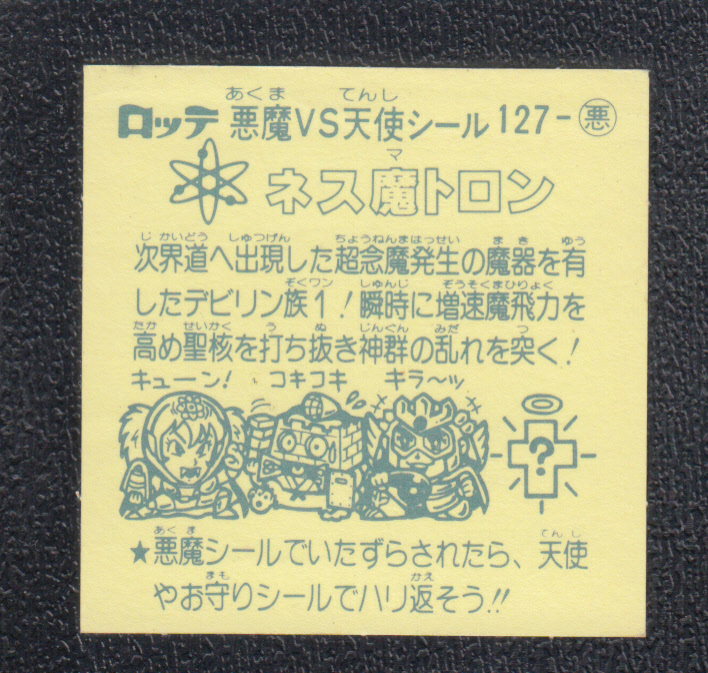 あくま てんし
ロッテ 悪魔VS天使シール 127-悪
マ
ネス魔トロン
じかいどう しゅつげん ちょうねんまはっせい まき ゆう
次界道へ出現した超念魔発生の魔器を有
ぞくワン しゅんじ ぞうそくまひりょく
したデビリン族1!瞬時に増速魔飛力を
たか せいかく う ぬ じんぐん みだ つ
高め聖核を打ち抜き神群の乱れを突く!
キューン! コキコキ キラ〜ッ
?
あくま てんし
★悪魔シールでいたずらされたら、天使
まも かえ
やお守りシールでハリ返そう!!